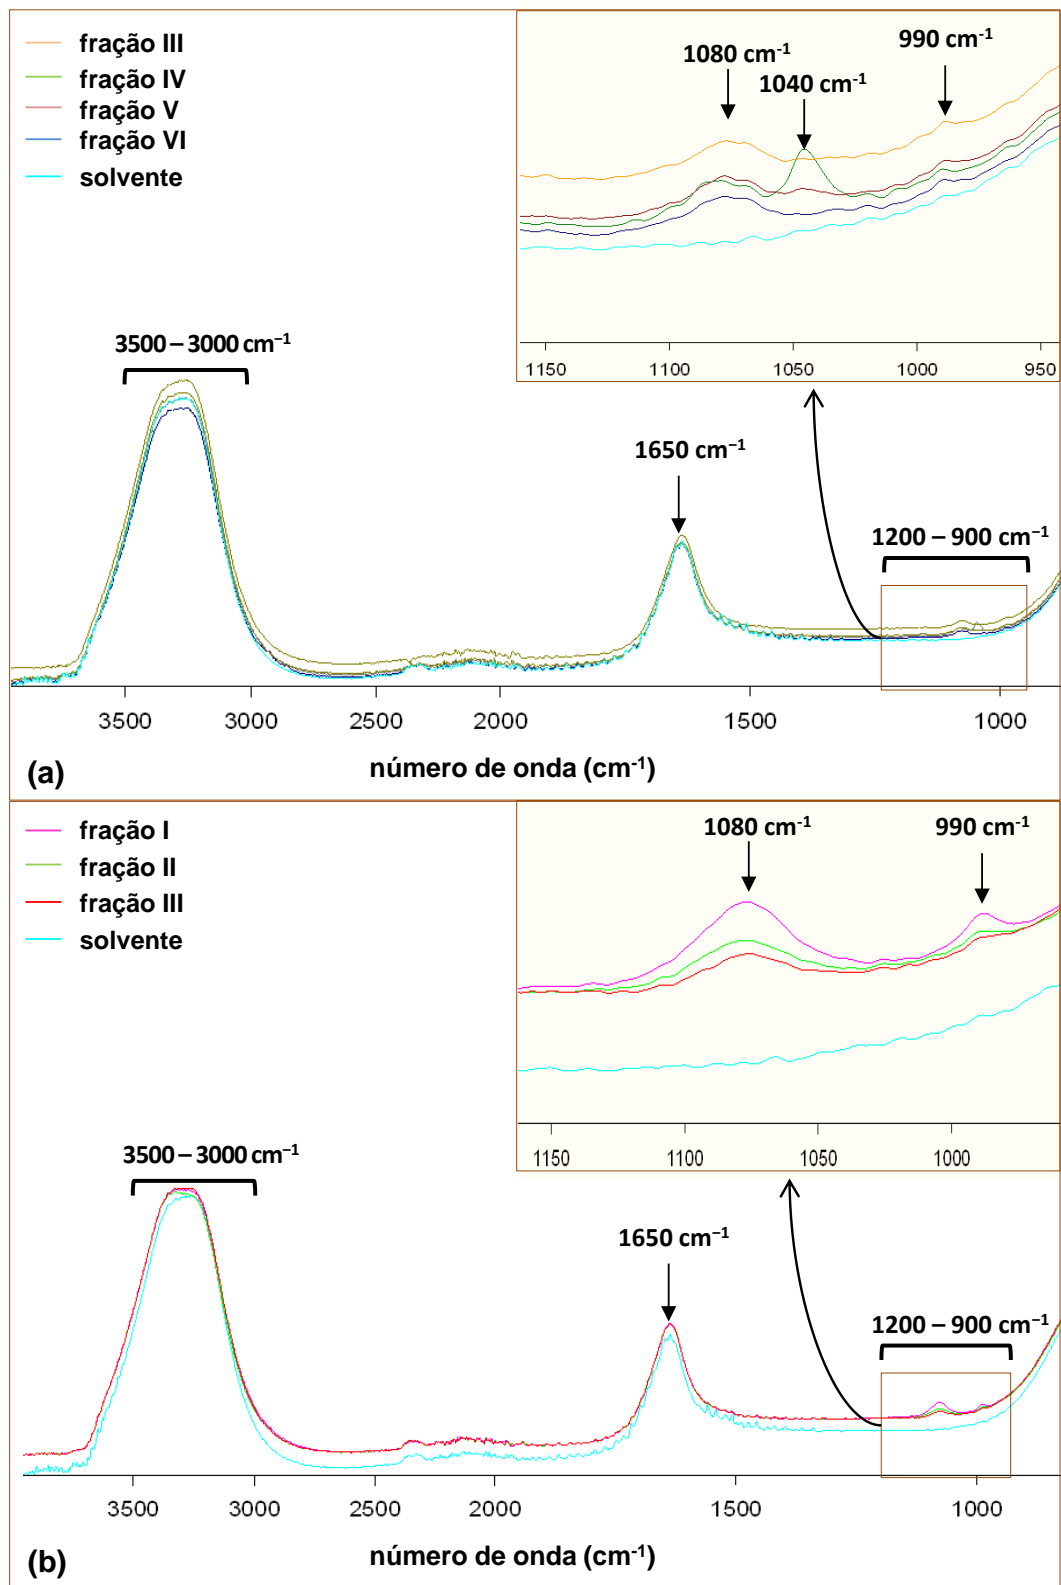 fração III
fração IV
fração V
fração VI
solvente
1080 cm-1
1040 cm-1
990 cm-1
1150 1100 1050 1000 950
3500 – 3000 cm−1
1650 cm−1
1200 – 900 cm−1
3500 3000 2500 2000 1500 1000
(a)
número de onda (cm-1)
fração I
fração II
fração III
solvente
1080 cm-1
990 cm-1
1150 1100 1050 1000
3500 – 3000 cm−1
1650 cm−1
1200 – 900 cm−1
3500 3000 2500 2000 1500 1000
(b)
número de onda (cm-1)